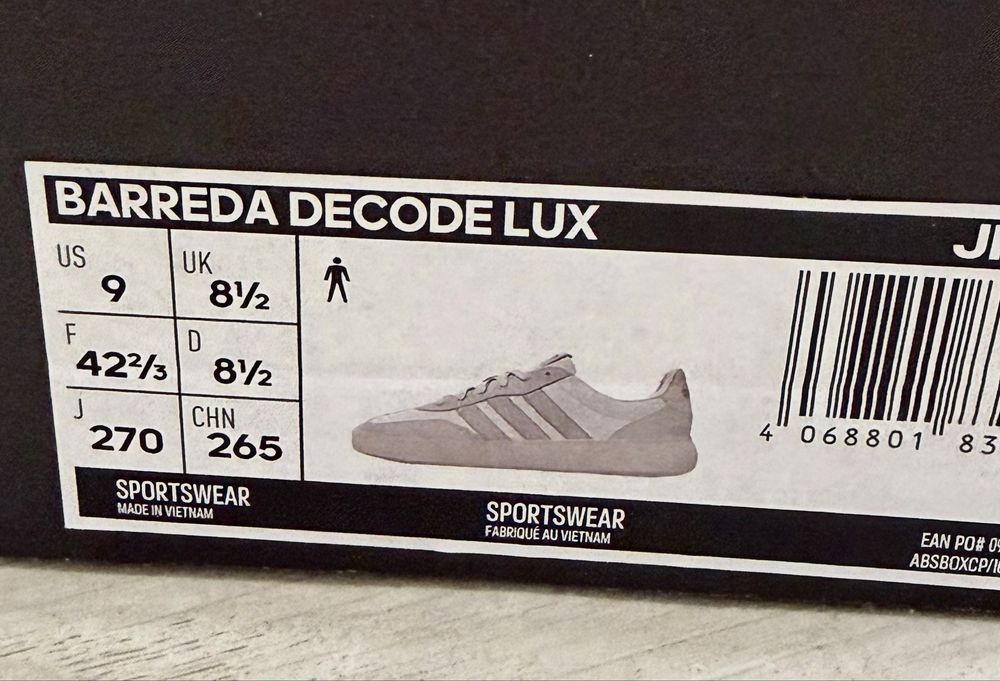 BARREDA DECODE LUX
US
9
UK
8½
F
42⅔
D
8½
J
270
CHN
265
4 068801 83
SPORTSWEAR
MADE IN VIETNAM
SPORTSWEAR
FABRIQUÉ AU VIETNAM
EAN PO#